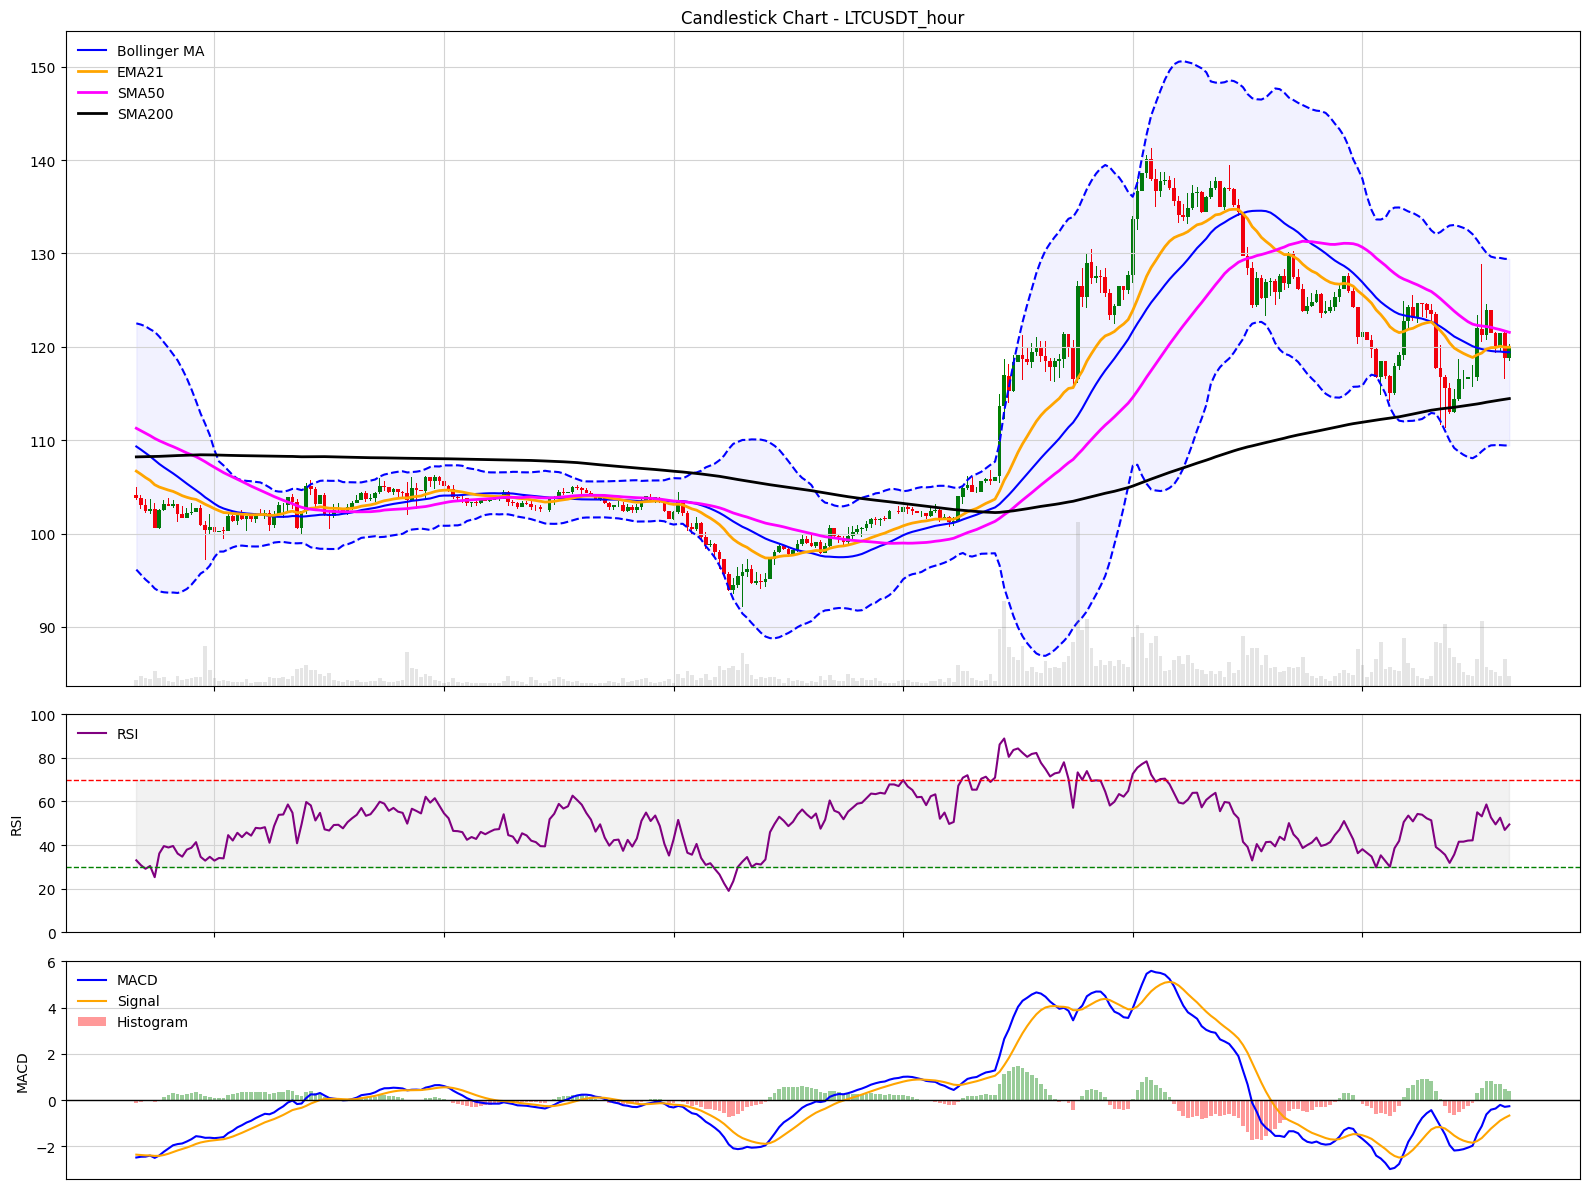 Candlestick Chart - LTCUSDT_hour
Bollinger MA
EMA21
SMA50
SMA200
150
140
130
120
110
100
90
RSI
100
80
60
40
20
0
RSI
MACD
Signal
Histogram
6
4
2
0
−2
MACD